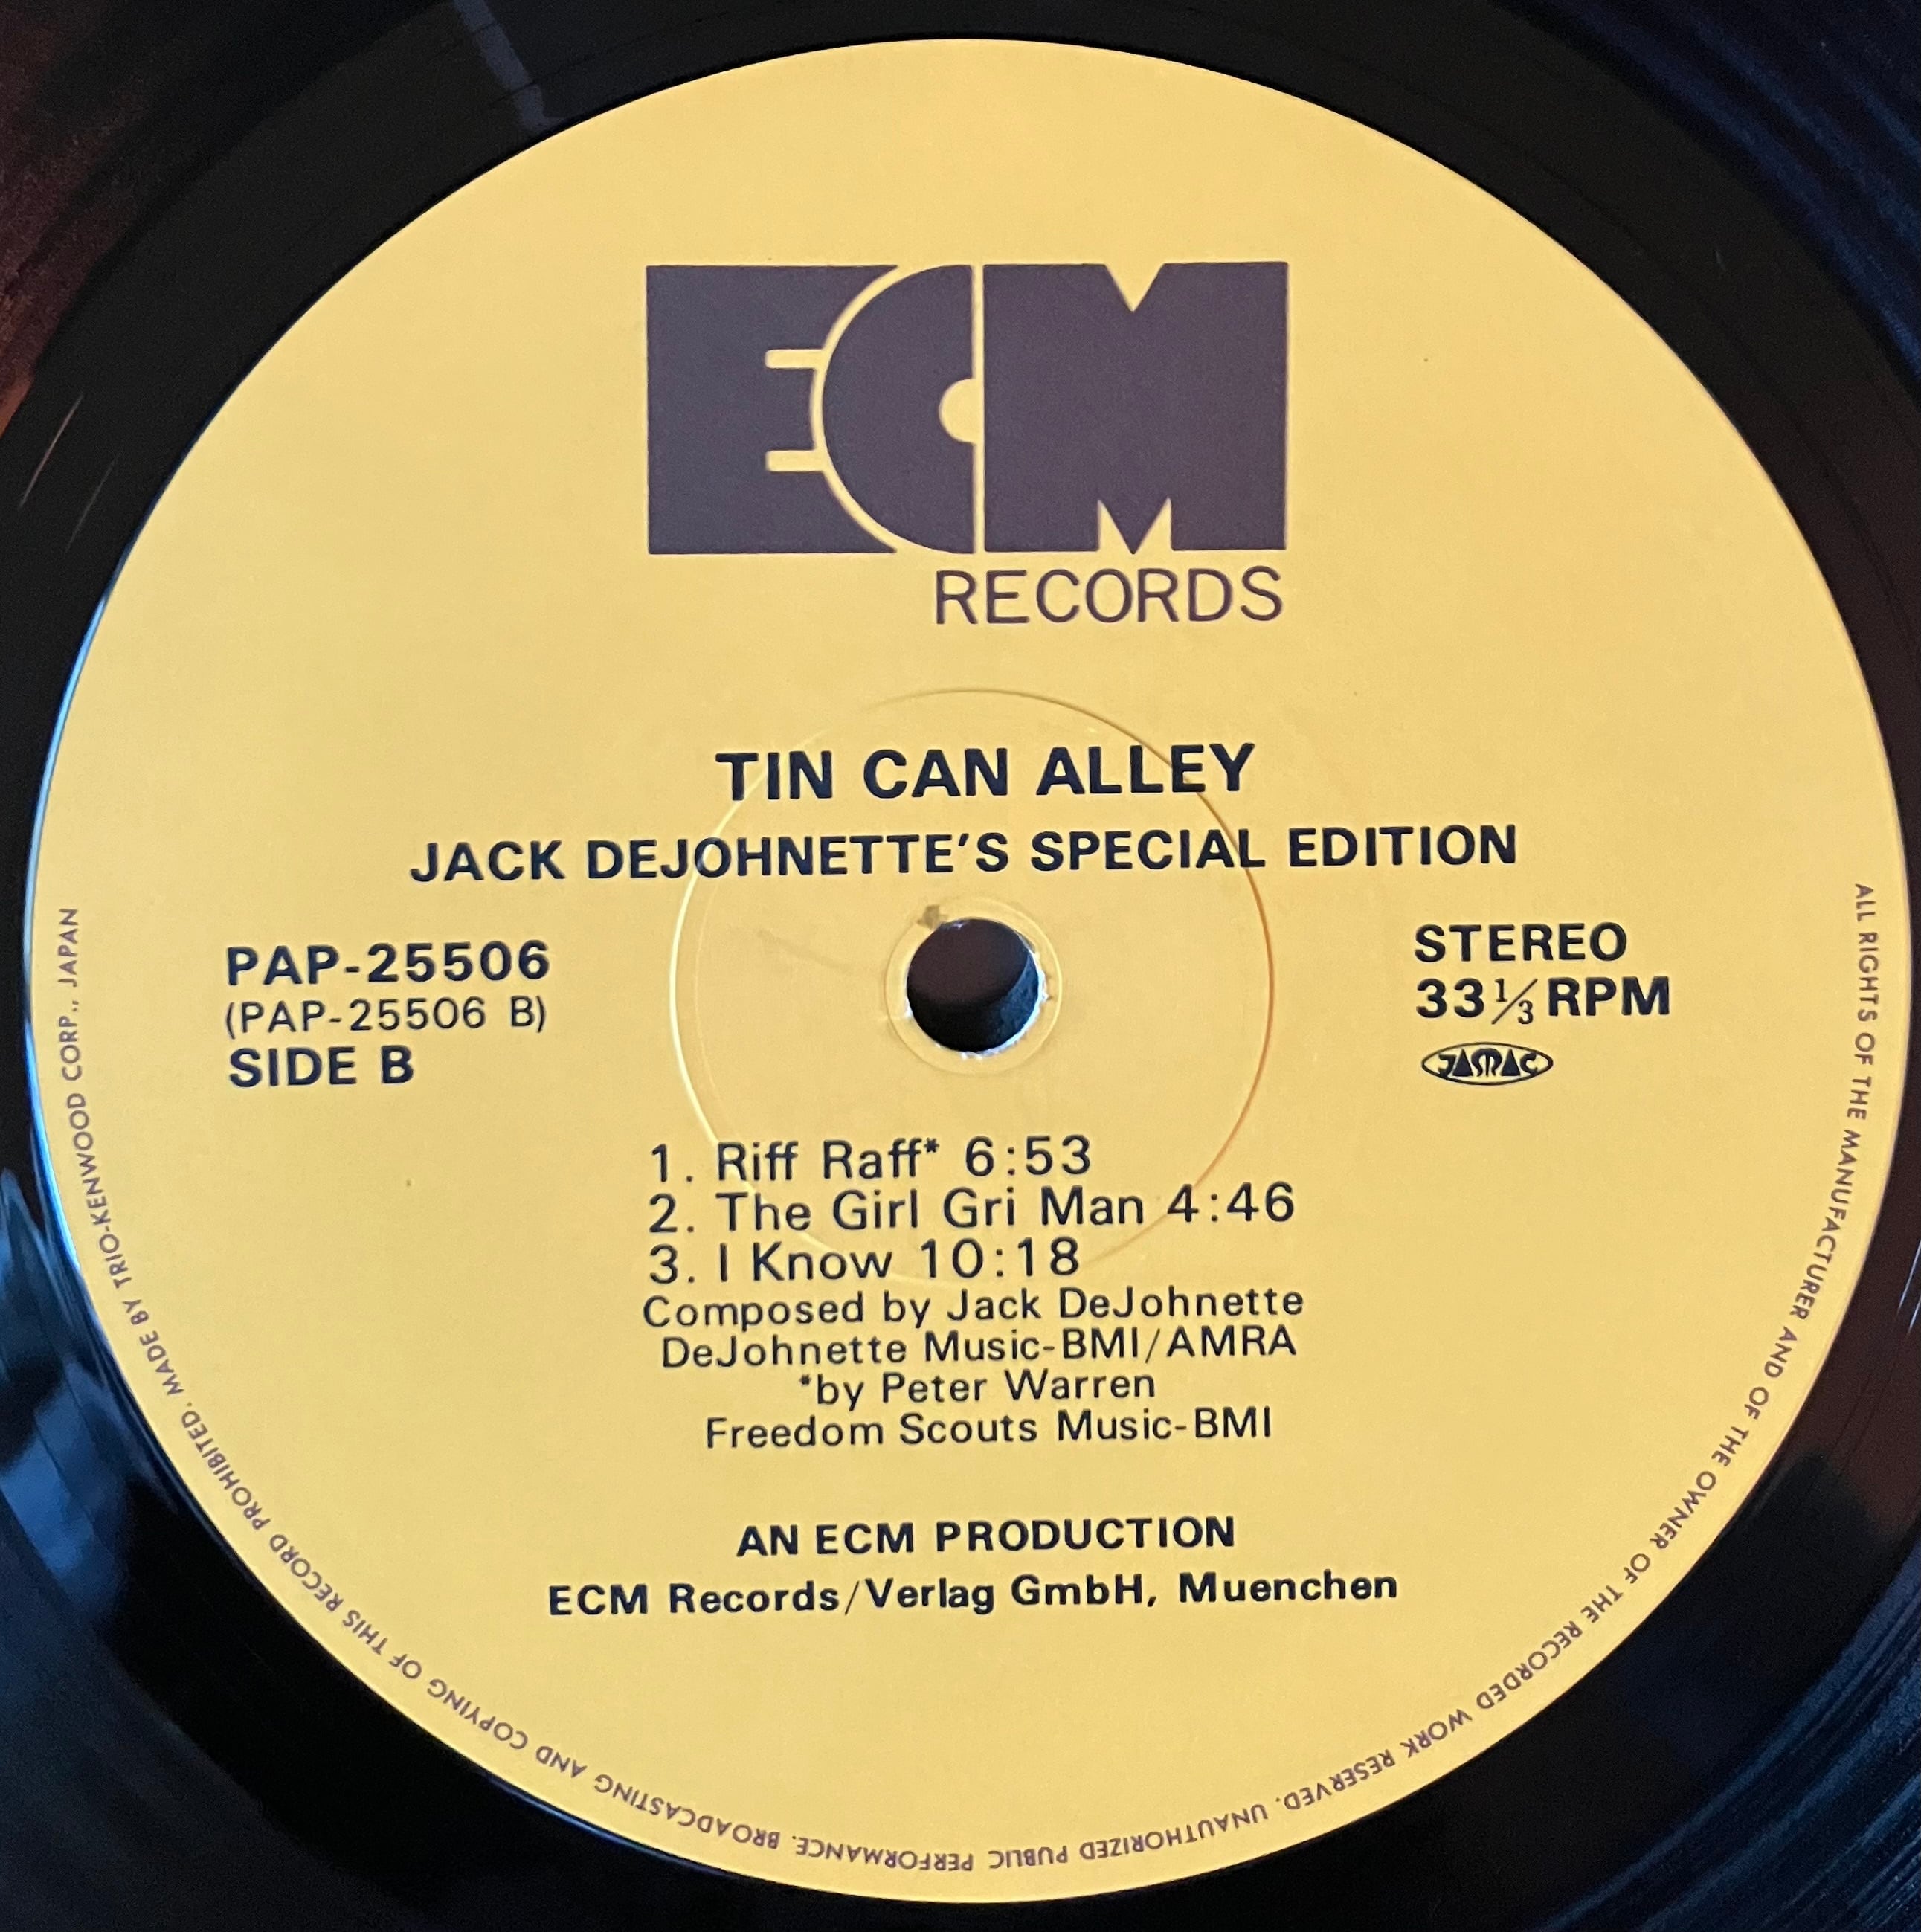 ECM
RECORDS
TIN CAN ALLEY
JACK DEJOHNETTE'S SPECIAL EDITION
PAP-25506
(PAP-25506 B)
SIDE B
STEREO
33 1/3 RPM
JASRAC
1. Riff Raff* 6:53
2. The Girl Gri Man 4:46
3. I Know 10:18
Composed by Jack DeJohnette
DeJohnette Music-BMI/AMRA
*by Peter Warren
Freedom Scouts Music-BMI
AN ECM PRODUCTION
ECM Records/Verlag GmbH, Muenchen
ALL RIGHTS OF THE MANUFACTURER AND OF THE OWNER OF THE RECORDED WORK RESERVED. UNAUTHORIZED PUBLIC PERFORMANCE. BROADCASTING AND COPYING OF THIS RECORD PROHIBITED. MADE BY TRIO-KENWOOD CORP., JAPAN